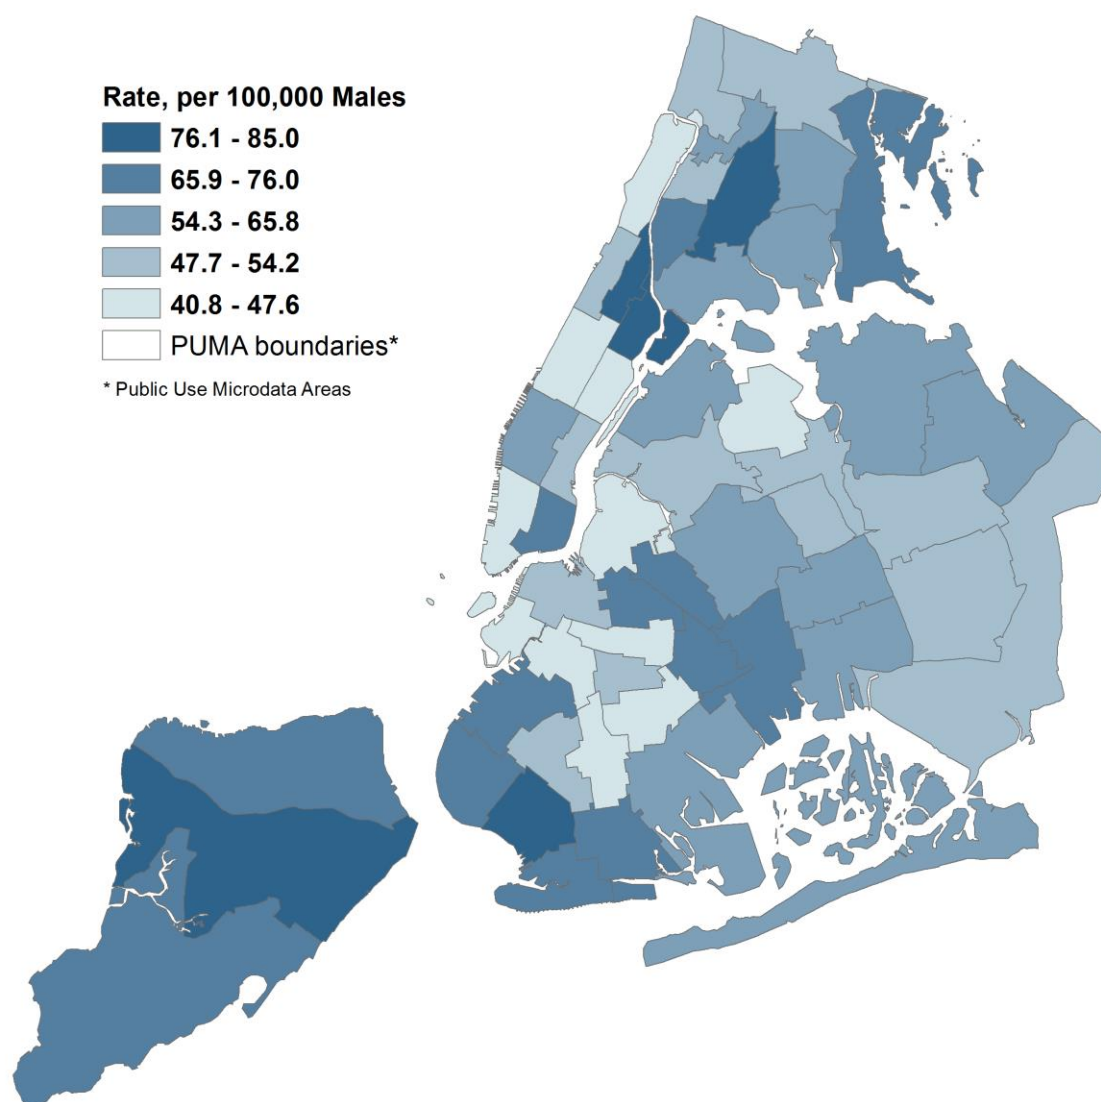 Rate, per 100,000 Males
76.1 - 85.0
65.9 - 76.0
54.3 - 65.8
47.7 - 54.2
40.8 - 47.6
PUMA boundaries*
* Public Use Microdata Areas